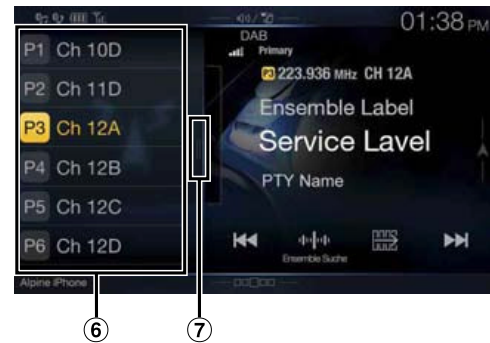 01:38 PM
DAB
Primary
P1 Ch 10D
P2 Ch 11D
P3 Ch 12A
P4 Ch 12B
P5 Ch 12C
P6 Ch 12D
P3 223.936 MHz CH 12A
Ensemble Label
Service Lavel
PTY Name
Ensemble Suche
Alpine iPhone
6
7